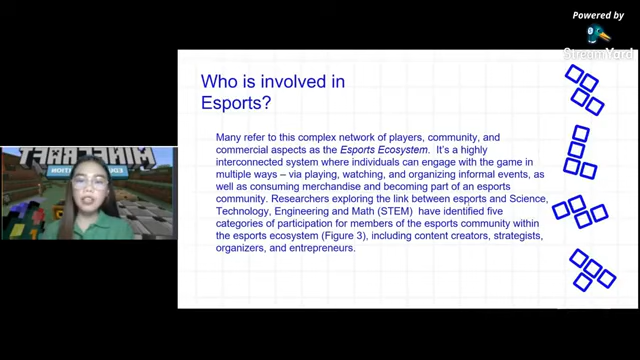 Powered by
StreamYard
Who is involved in
Esports?
Many refer to this complex network of players, community, and
commercial aspects as the Esports Ecosystem. It's a highly
interconnected system where individuals can engage with the game in
multiple ways – via playing, watching, and organizing informal events, as
well as consuming merchandise and becoming part of an esports
community. Researchers exploring the link between esports and Science,
Technology, Engineering and Math (STEM) have identified five
categories of participation for members of the esports community within
the esports ecosystem (Figure 3), including content creators, strategists,
organizers, and entrepreneurs.
MINECRAFT